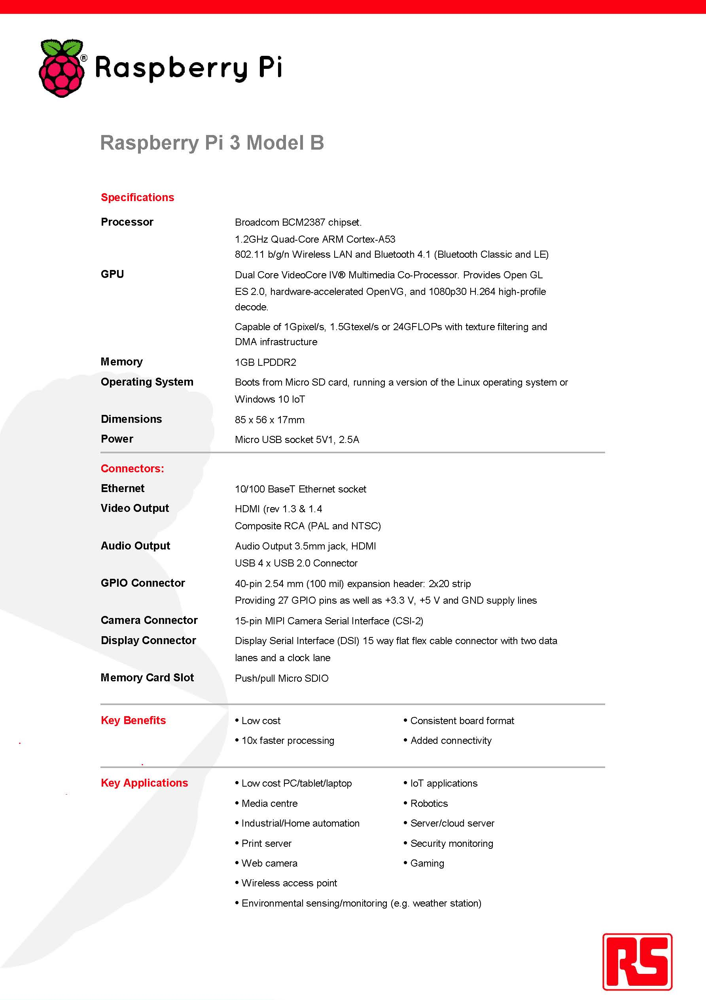 Raspberry Pi
®
Raspberry Pi 3 Model B
Specifications
Processor Broadcom BCM2387 chipset.
1.2GHz Quad-Core ARM Cortex-A53
802.11 b/g/n Wireless LAN and Bluetooth 4.1 (Bluetooth Classic and LE)
GPU Dual Core VideoCore IV® Multimedia Co-Processor. Provides Open GL
ES 2.0, hardware-accelerated OpenVG, and 1080p30 H.264 high-profile
decode.
Capable of 1Gpixel/s, 1.5Gtexel/s or 24GFLOPs with texture filtering and
DMA infrastructure
Memory 1GB LPDDR2
Operating System Boots from Micro SD card, running a version of the Linux operating system or
Windows 10 IoT
Dimensions 85 x 56 x 17mm
Power Micro USB socket 5V1, 2.5A
Connectors:
Ethernet 10/100 BaseT Ethernet socket
Video Output HDMI (rev 1.3 & 1.4
Composite RCA (PAL and NTSC)
Audio Output Audio Output 3.5mm jack, HDMI
USB 4 x USB 2.0 Connector
GPIO Connector 40-pin 2.54 mm (100 mil) expansion header: 2x20 strip
Providing 27 GPIO pins as well as +3.3 V, +5 V and GND supply lines
Camera Connector 15-pin MIPI Camera Serial Interface (CSI-2)
Display Connector Display Serial Interface (DSI) 15 way flat flex cable connector with two data
lanes and a clock lane
Memory Card Slot Push/pull Micro SDIO
Key Benefits • Low cost • Consistent board format
• 10x faster processing • Added connectivity
Key Applications • Low cost PC/tablet/laptop • IoT applications
• Media centre • Robotics
• Industrial/Home automation • Server/cloud server
• Print server • Security monitoring
• Web camera • Gaming
• Wireless access point
• Environmental sensing/monitoring (e.g. weather station)
RS